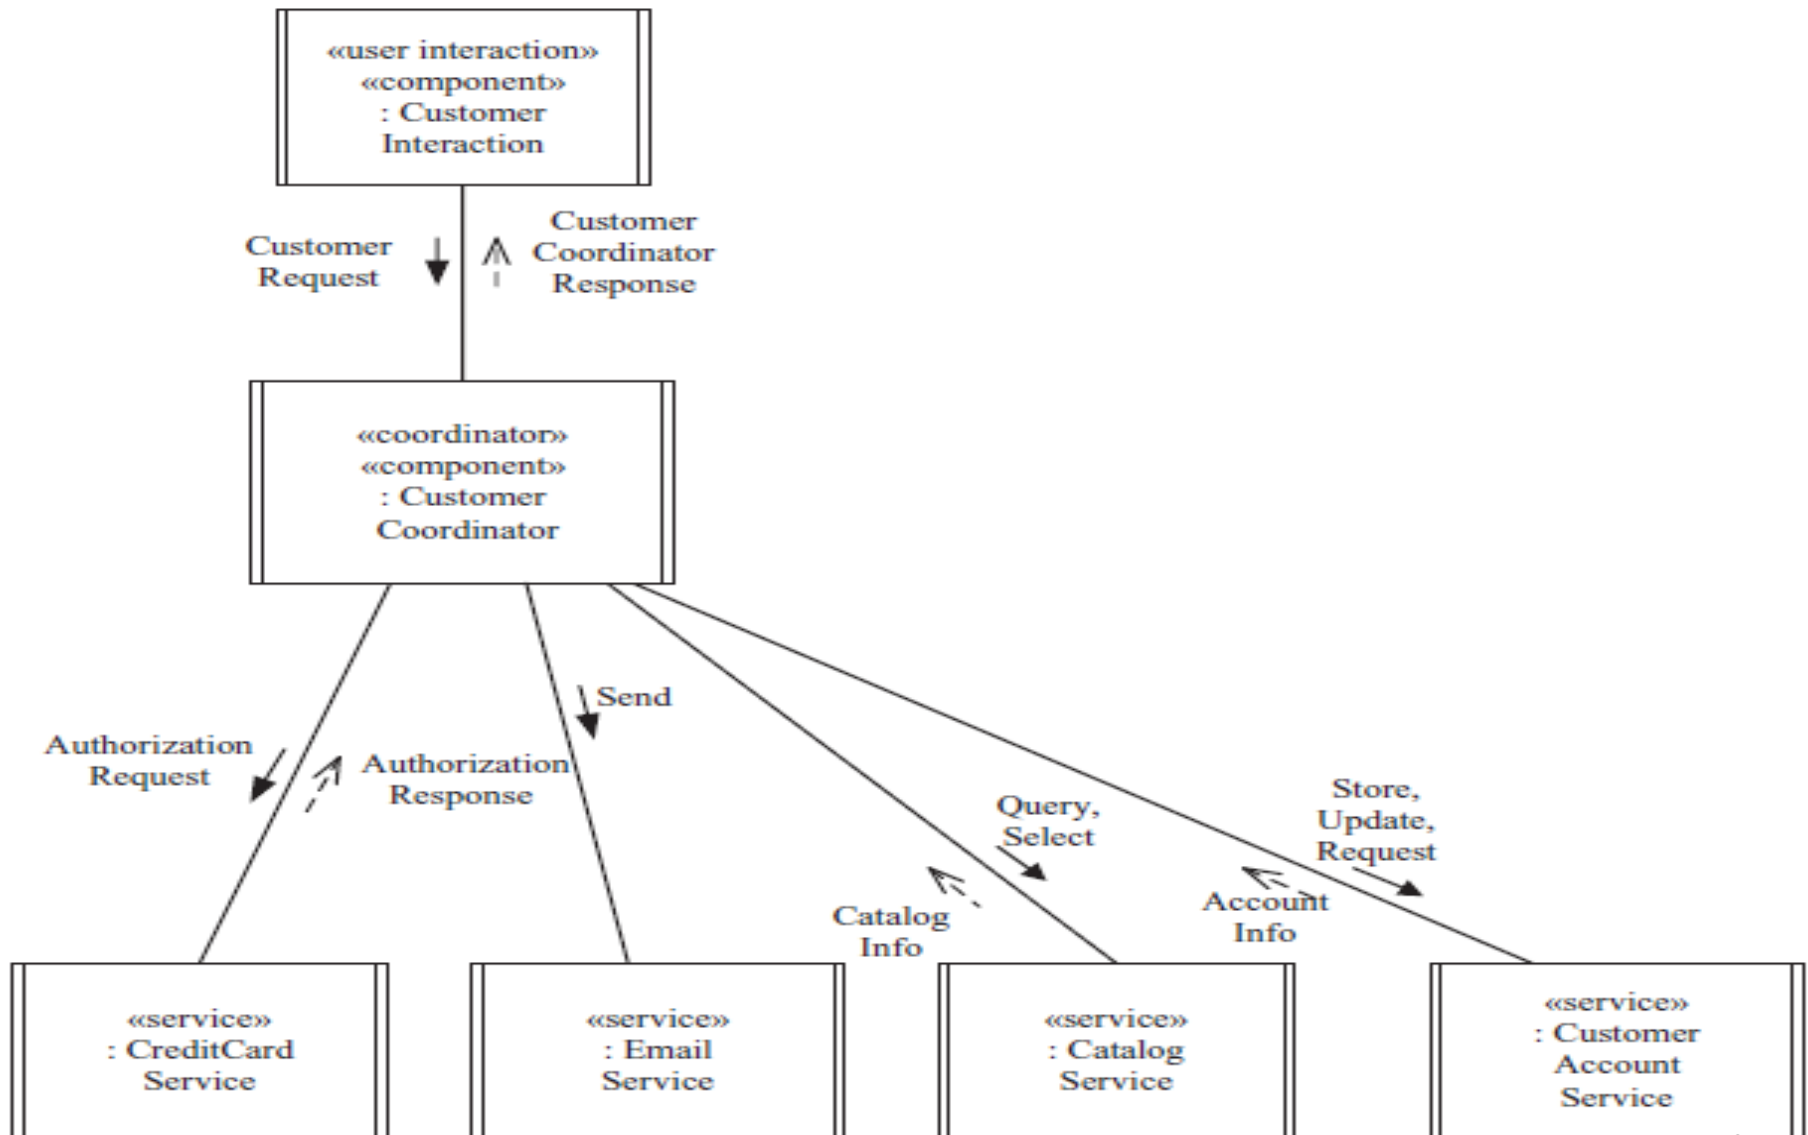 «user interaction»
«component»
: Customer
Interaction
Customer
Request
Customer
Coordinator
Response
«coordinator»
«component»
: Customer
Coordinator
Authorization
Request
Authorization
Response
Send
Query,
Select
Catalog
Info
Store,
Update,
Request
Account
Info
«service»
: CreditCard
Service
«service»
: Email
Service
«service»
: Catalog
Service
«service»
: Customer
Account
Service